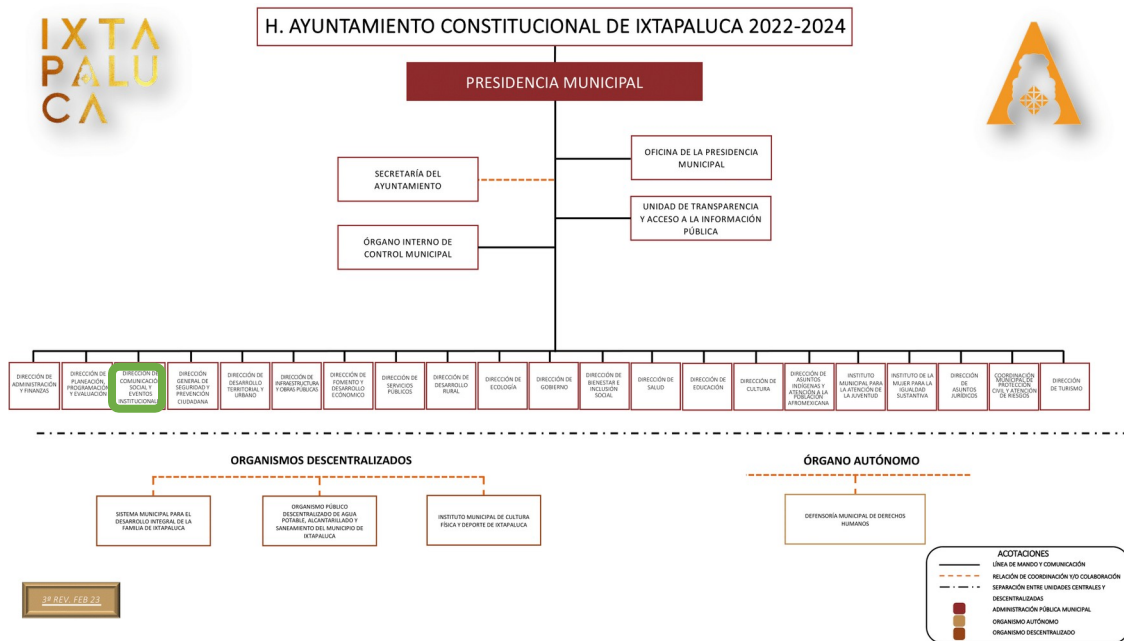 IXTA
PALU
CA
H. AYUNTAMIENTO CONSTITUCIONAL DE IXTAPALUCA 2022-2024
PRESIDENCIA MUNICIPAL
OFICINA DE LA PRESIDENCIA
MUNICIPAL
SECRETARÍA DEL
AYUNTAMIENTO
UNIDAD DE TRANSPARENCIA
Y ACCESO A LA INFORMACIÓN
PÚBLICA
ÓRGANO INTERNO DE
CONTROL MUNICIPAL
DIRECCIÓN DE
ADMINISTRACIÓN
Y FINANZAS
DIRECCIÓN DE
PLANEACIÓN,
PROGRAMACIÓN
Y EVALUACIÓN
DIRECCIÓN DE
COMUNICACIÓN
SOCIAL Y
EVENTOS
INSTITUCIONALES
DIRECCIÓN
GENERAL DE
SEGURIDAD Y
PREVENCIÓN
CIUDADANA
DIRECCIÓN DE
DESARROLLO
TERRITORIAL Y
URBANO
DIRECCIÓN DE
INFRAESTRUCTURA
Y OBRAS PÚBLICAS
DIRECCIÓN DE
FOMENTO Y
DESARROLLO
ECONÓMICO
DIRECCIÓN DE
SERVICIOS
PÚBLICOS
DIRECCIÓN DE
DESARROLLO
RURAL
DIRECCIÓN DE
ECOLOGÍA
DIRECCIÓN DE
GOBIERNO
DIRECCIÓN DE
BIENESTAR E
INCLUSIÓN
SOCIAL
DIRECCIÓN DE
SALUD
DIRECCIÓN DE
EDUCACIÓN
DIRECCIÓN DE
CULTURA
DIRECCIÓN DE
ASUNTOS
INDÍGENAS Y
ATENCIÓN A LA
POBLACIÓN
AFROMEXICANA
INSTITUTO
MUNICIPAL PARA
LA ATENCIÓN DE
LA JUVENTUD
INSTITUTO DE LA
MUJER PARA LA
IGUALDAD
SUSTANTIVA
DIRECCIÓN
DE
ASUNTOS
JURÍDICOS
COORDINACIÓN
MUNICIPAL DE
PROTECCIÓN
CIVIL Y ATENCIÓN
DE RIESGOS
DIRECCIÓN
DE TURISMO
ORGANISMOS DESCENTRALIZADOS
SISTEMA MUNICIPAL PARA EL
DESARROLLO INTEGRAL DE LA
FAMILIA DE IXTAPALUCA
ORGANISMO PÚBLICO
DESCENTRALIZADO DE AGUA
POTABLE, ALCANTARILLADO Y
SANEAMIENTO DEL MUNICIPIO DE
IXTAPALUCA
INSTITUTO MUNICIPAL DE CULTURA
FÍSICA Y DEPORTE DE IXTAPALUCA
ÓRGANO AUTÓNOMO
DEFENSORÍA MUNICIPAL DE DERECHOS
HUMANOS
ACOTACIONES
LÍNEA DE MANDO Y COMUNICACIÓN
RELACIÓN DE COORDINACIÓN Y/O COLABORACIÓN
SEPARACIÓN ENTRE UNIDADES CENTRALES Y
DESCENTRALIZADAS
ADMINISTRACIÓN PÚBLICA MUNICIPAL
ORGANISMO AUTÓNOMO
ORGANISMO DESCENTRALIZADO
3ª REV. FEB 23